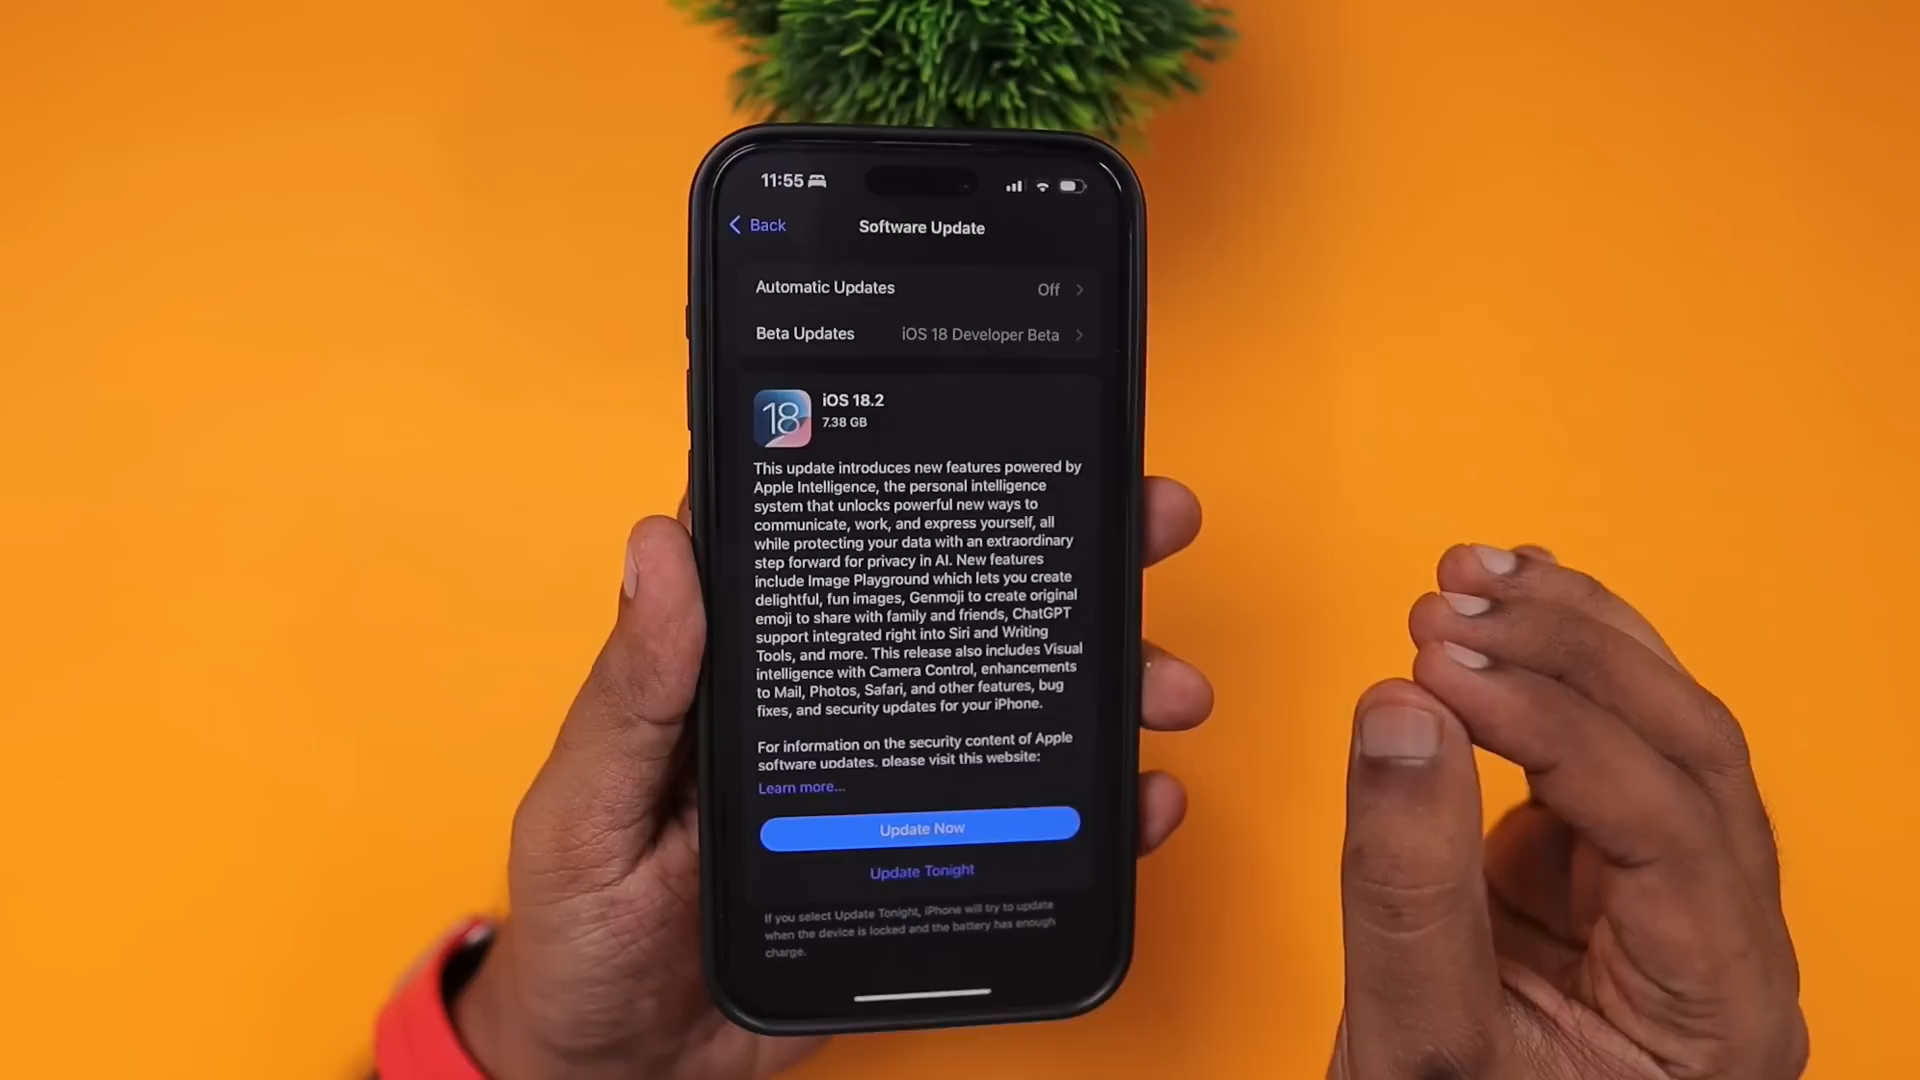 11:55
Back
Software Update
Automatic Updates Off
Beta Updates iOS 18 Developer Beta
18
iOS 18.2
7.38 GB
This update introduces new features powered by
Apple Intelligence, the personal intelligence
system that unlocks powerful new ways to
communicate, work, and express yourself, all
while protecting your data with an extraordinary
step forward for privacy in AI. New features
include Image Playground which lets you create
delightful, fun images, Genmoji to create original
emoji to share with family and friends, ChatGPT
support integrated right into Siri and Writing
Tools, and more. This release also includes Visual
intelligence with Camera Control, enhancements
to Mail, Photos, Safari, and other features, bug
fixes, and security updates for your iPhone.
For information on the security content of Apple
software updates, please visit this website:
Learn more...
Update Now
Update Tonight
If you select Update Tonight, iPhone will try to update
when the device is locked and the battery has enough
charge.